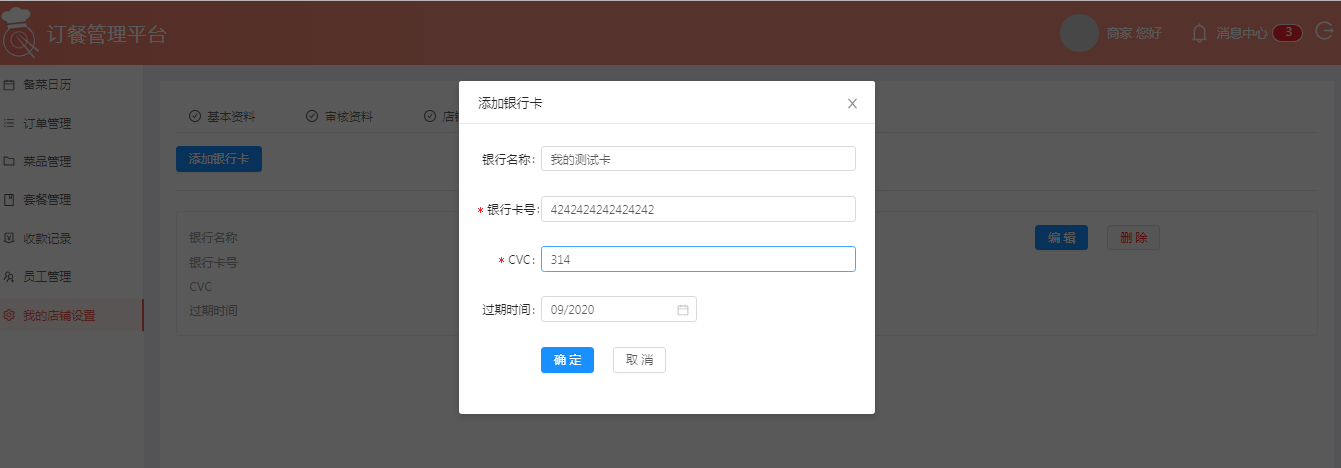 订餐管理平台
商家 您好
消息中心 3
备菜日历
订单管理
菜品管理
套餐管理
收款记录
员工管理
我的店铺设置
基本资料
审核资料
店
添加银行卡
银行名称
银行卡号
CVC
过期时间
编 辑
删 除
添加银行卡
银行名称: 我的测试卡
* 银行卡号: 4242424242424242
* CVC: 314
过期时间: 09/2020
确 定
取 消